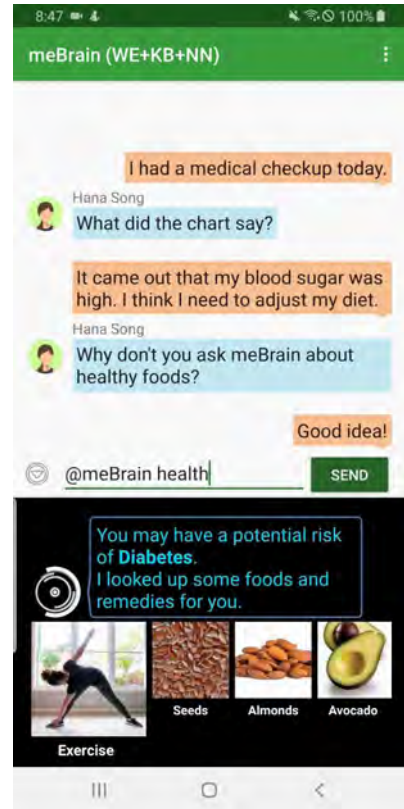 8:47 100%
meBrain (WE+KB+NN)
I had a medical checkup today.
Hana Song
What did the chart say?
It came out that my blood sugar was
high. I think I need to adjust my diet.
Hana Song
Why don't you ask meBrain about
healthy foods?
Good idea!
@meBrain health SEND
You may have a potential risk
of Diabetes.
I looked up some foods and
remedies for you.
Seeds Almonds Avocado
Exercise